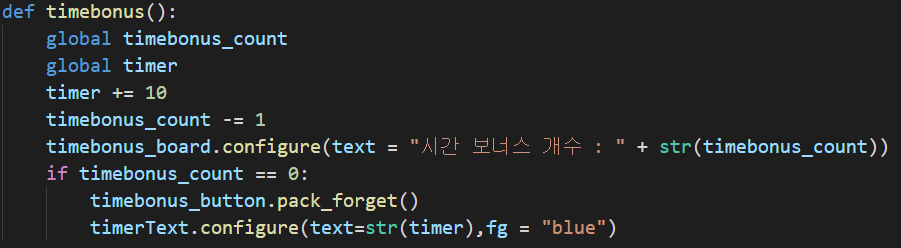 def timebonus():
    global timebonus_count
    global timer
    timer += 10
    timebonus_count -= 1
    timebonus_board.configure(text = "시간 보너스 개수 : " + str(timebonus_count))
    if timebonus_count == 0:
        timebonus_button.pack_forget()
        timerText.configure(text=str(timer),fg = "blue")